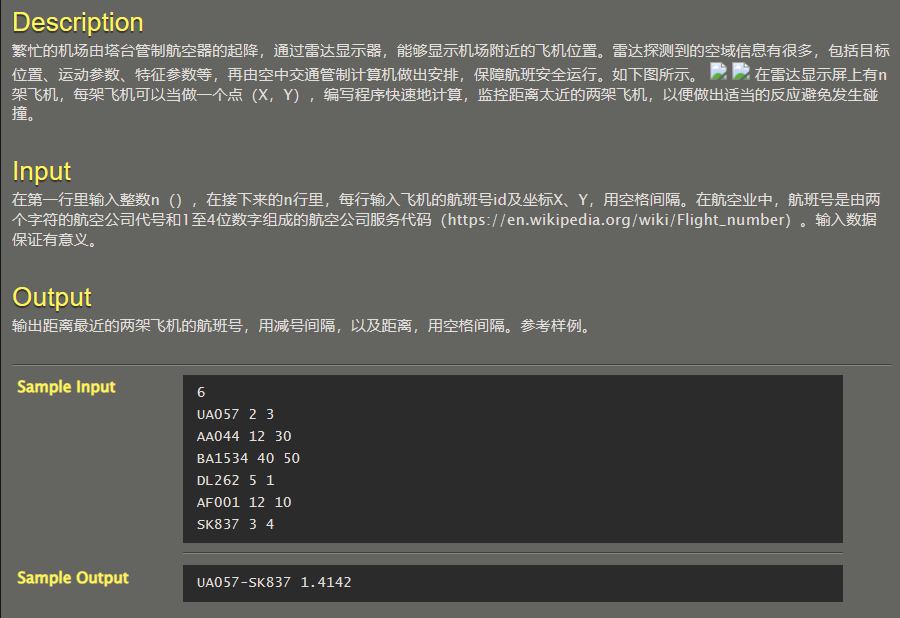 Description
繁忙的机场由塔台管制航空器的起降，通过雷达显示器，能够显示机场附近的飞机位置。雷达探测到的空域信息有很多，包括目标
位置、运动参数、特征参数等，再由空中交通管制计算机做出安排，保障航班安全运行。如下图所示。 在雷达显示屏上有n
架飞机，每架飞机可以当做一个点（X，Y），编写程序快速地计算，监控距离太近的两架飞机，以便做出适当的反应避免发生碰
撞。
Input
在第一行里输入整数n（），在接下来的n行里，每行输入飞机的航班号id及坐标X、Y，用空格间隔。在航空业中，航班号是由两
个字符的航空公司代号和1至4位数字组成的航空公司服务代码（https://en.wikipedia.org/wiki/Flight_number）。输入数据
保证有意义。
Output
输出距离最近的两架飞机的航班号，用减号间隔，以及距离，用空格间隔。参考样例。
Sample Input
6
UA057 2 3
AA044 12 30
BA1534 40 50
DL262 5 1
AF001 12 10
SK837 3 4
Sample Output
UA057-SK837 1.4142